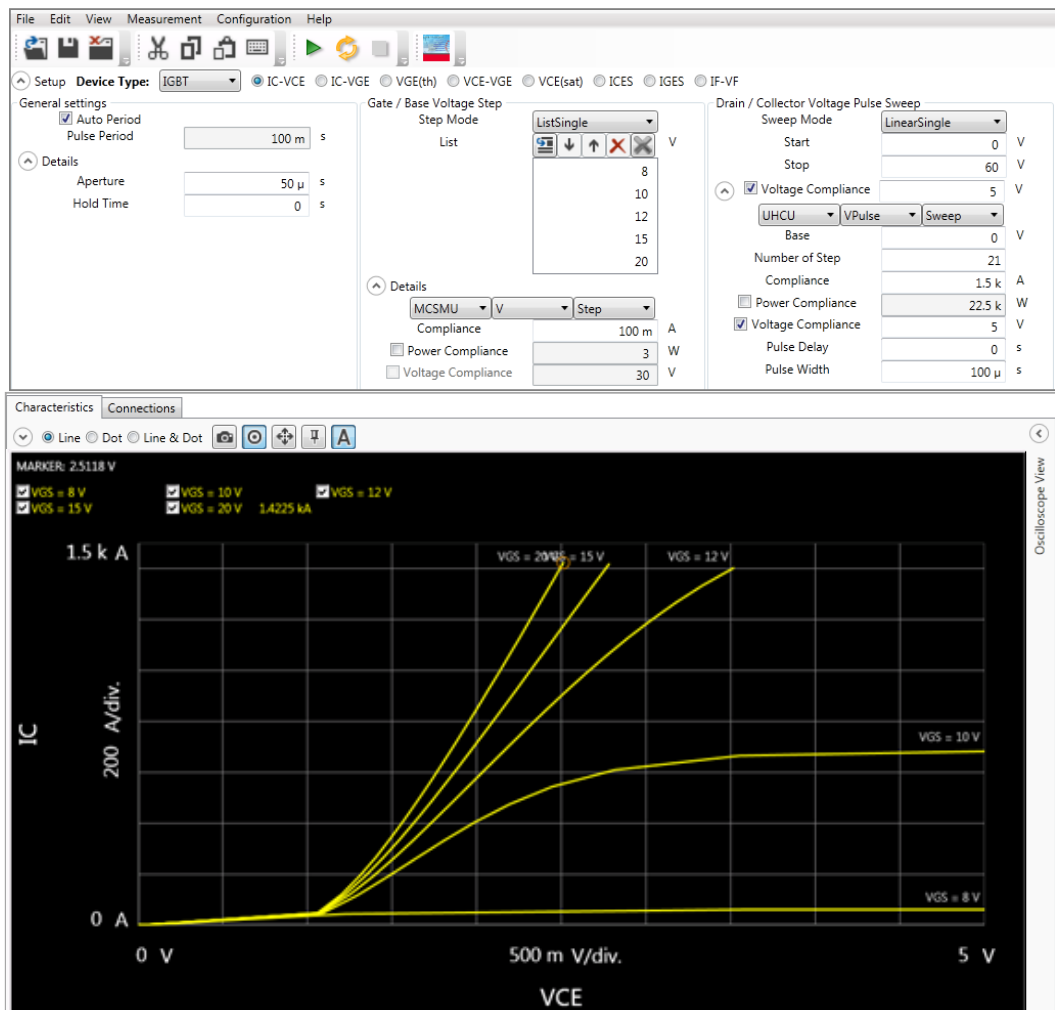 File Edit View Measurement Configuration Help
Setup Device Type: IGBT IC-VCE IC-VGE VGE(th) VCE-VGE VCE(sat) ICES IGES IF-VF
General settings
Auto Period
Pulse Period 100 m s
Details
Aperture 50 µ s
Hold Time 0 s
Gate / Base Voltage Step
Step Mode ListSingle
List V
8
10
12
15
20
Details
MCSMU V Step
Compliance 100 m A
Power Compliance 3 W
Voltage Compliance 30 V
Drain / Collector Voltage Pulse Sweep
Sweep Mode LinearSingle
Start 0 V
Stop 60 V
Voltage Compliance 5 V
UHCU VPulse Sweep
Base 0 V
Number of Step 21
Compliance 1.5 k A
Power Compliance 22.5 k W
Voltage Compliance 5 V
Pulse Delay 0 s
Pulse Width 100 µ s
Characteristics Connections
Line Dot Line & Dot A
Oscilloscope View
MARKER: 2.5118 V
VGS = 8 V VGS = 10 V VGS = 12 V
VGS = 15 V VGS = 20 V 1.4225 kA
1.5 k A
VGS = 20 V VGS = 15 V VGS = 12 V
IC
200 A/div.
VGS = 10 V
VGS = 8 V
0 A
0 V 500 m V/div. 5 V
VCE